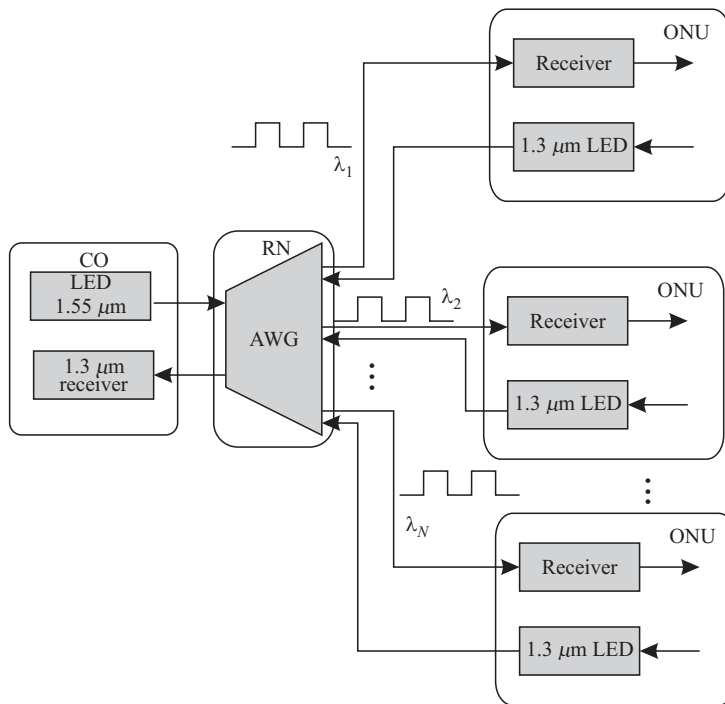 ONU
Receiver
1.3 μm LED
λ1
CO
LED
1.55 μm
1.3 μm
receiver
RN
AWG
λ2
ONU
Receiver
1.3 μm LED
λN
ONU
Receiver
1.3 μm LED